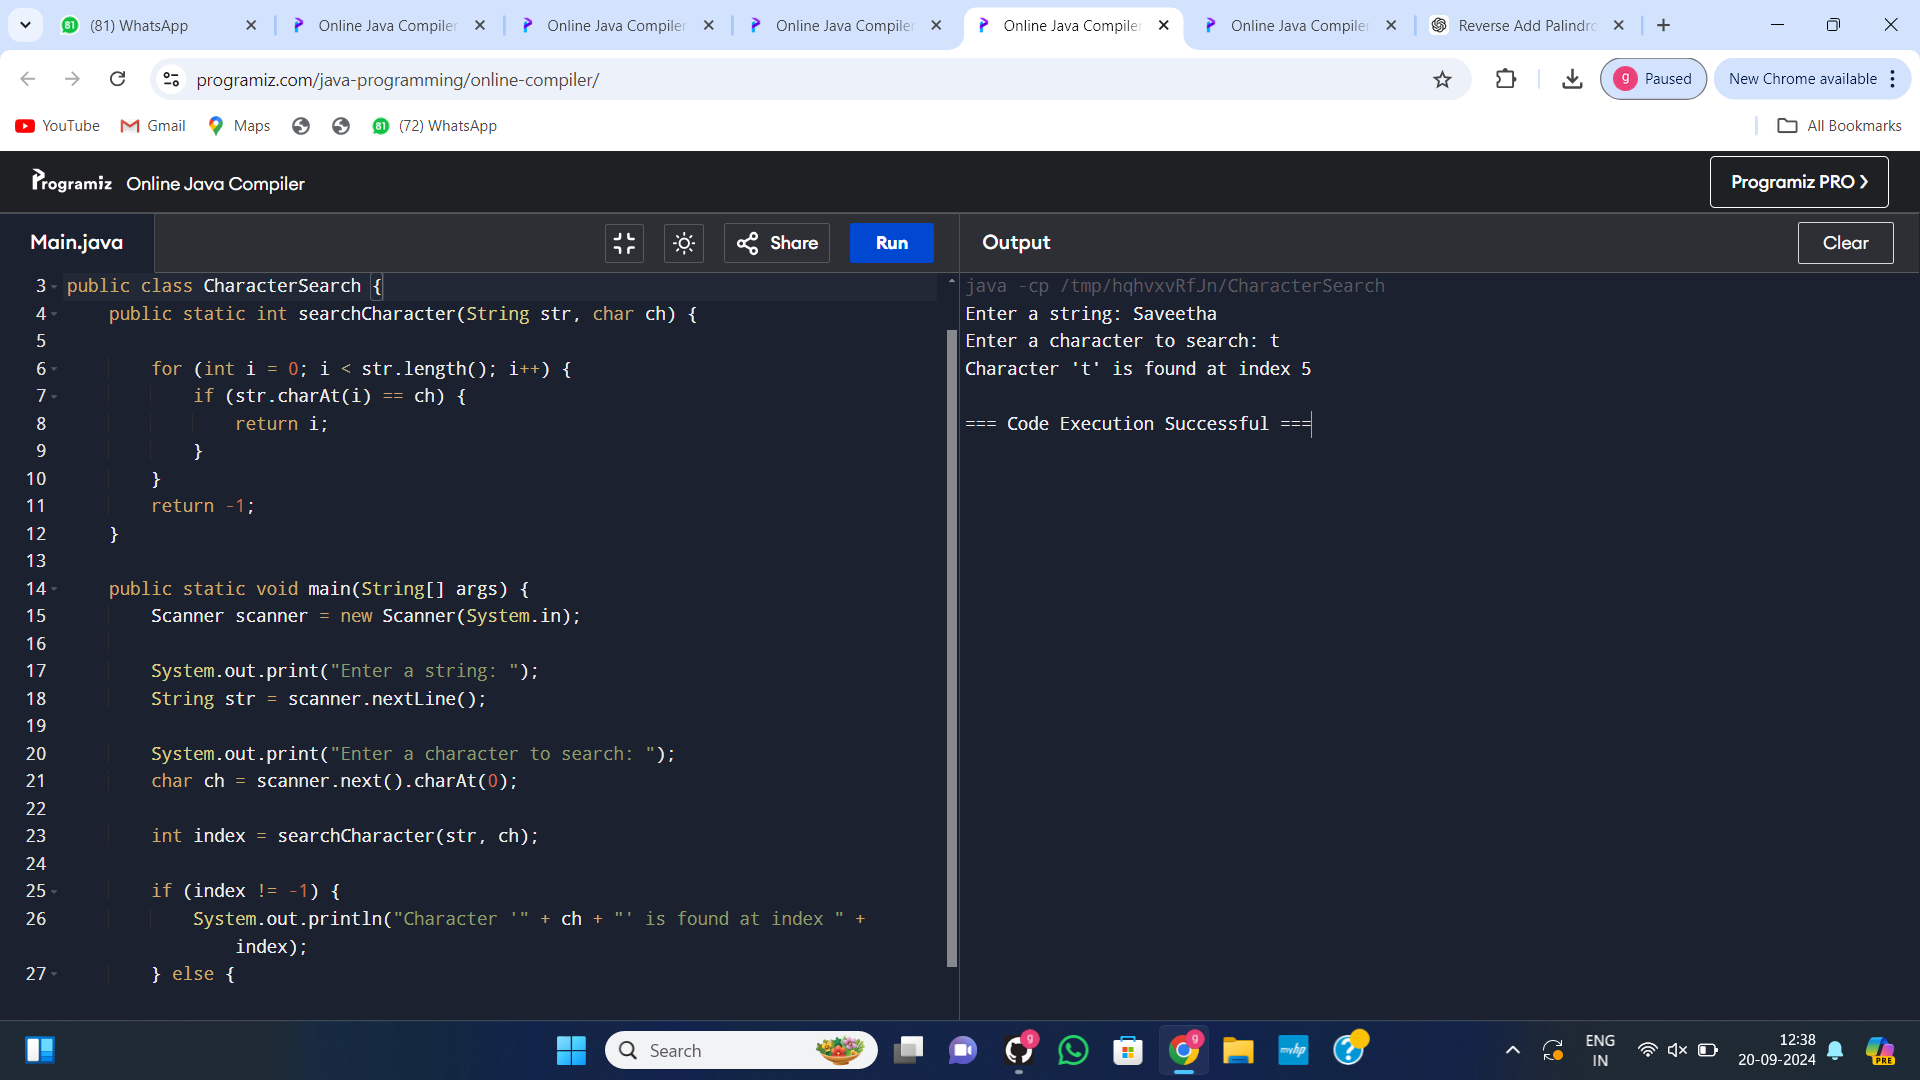 (81) WhatsApp
Online Java Compiler
Online Java Compiler
Online Java Compiler
Online Java Compiler
Online Java Compiler
Reverse Add Palindro
programiz.com/java-programming/online-compiler/
g Paused
New Chrome available
YouTube
Gmail
Maps
81 (72) WhatsApp
All Bookmarks
Programiz Online Java Compiler
Programiz PRO
Main.java
Share
Run
Output
Clear
3 public class CharacterSearch {
4 public static int searchCharacter(String str, char ch) {
5
6 for (int i = 0; i < str.length(); i++) {
7 if (str.charAt(i) == ch) {
8 return i;
9 }
10 }
11 return -1;
12 }
13
14 public static void main(String[] args) {
15 Scanner scanner = new Scanner(System.in);
16
17 System.out.print("Enter a string: ");
18 String str = scanner.nextLine();
19
20 System.out.print("Enter a character to search: ");
21 char ch = scanner.next().charAt(0);
22
23 int index = searchCharacter(str, ch);
24
25 if (index != -1) {
26 System.out.println("Character '" + ch + "' is found at index " +
index);
27 } else {
java -cp /tmp/hqhvxvRfJn/CharacterSearch
Enter a string: Saveetha
Enter a character to search: t
Character 't' is found at index 5
=== Code Execution Successful ===
Search
g
g
myhp
ENG
IN
12:38
20-09-2024
PRE